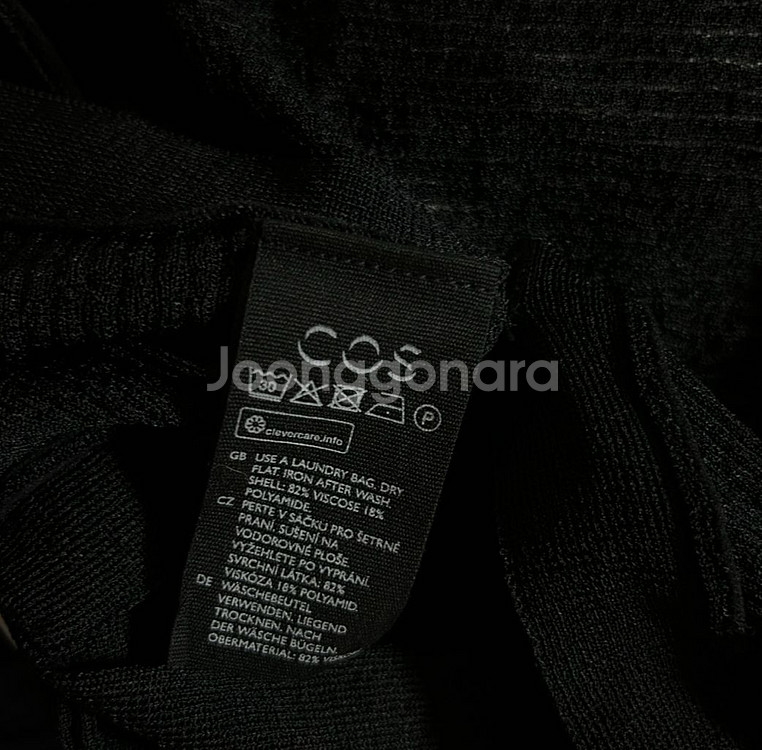 COS
Joonggonara
30
P
clevercare.info
GB USE A LAUNDRY BAG. DRY
FLAT. IRON AFTER WASH
SHELL: 82% VISCOSE 18%
POLYAMIDE.
CZ PERTE V SÁČKU PRO ŠETRNÉ
PRANÍ. SUŠENÍ NA
VODOROVNÉ PLOŠE.
VYŽEHLETE PO VYPRÁNÍ.
SVRCHNÍ LÁTKA: 82%
VISKÓZA 18% POLYAMID.
DE WÄSCHEBEUTEL
VERWENDEN. LIEGEND
TROCKNEN. NACH
DER WÄSCHE BÜGELN.
OBERMATERIAL: 82%